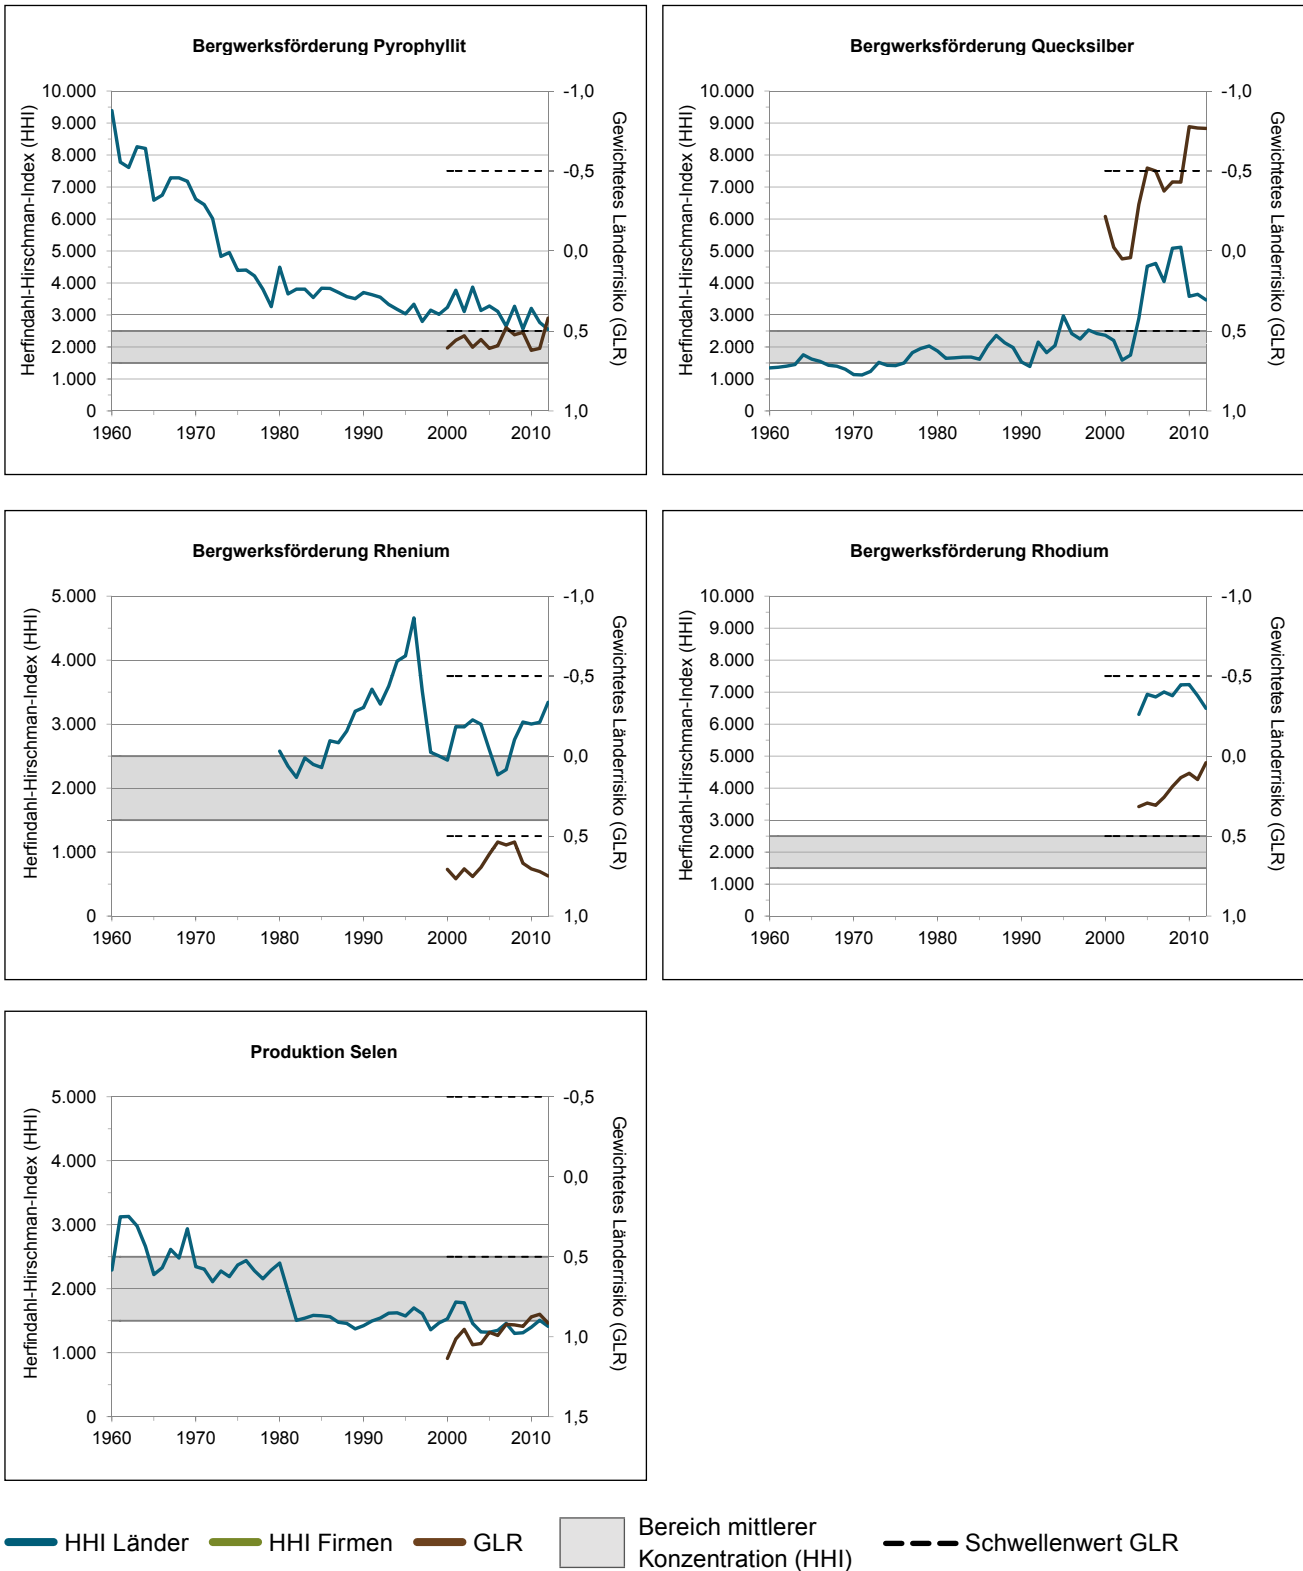 Bergwerksförderung Pyrophyllit
Herfindahl-Hirschman-Index (HHI)
10.000
9.000
8.000
7.000
6.000
5.000
4.000
3.000
2.000
1.000
0
-1,0
-0,5
0,0
0,5
1,0
Gewichtetes Länderrisiko (GLR)
1960 1970 1980 1990 2000 2010
Bergwerksförderung Quecksilber
Herfindahl-Hirschman-Index (HHI)
10.000
9.000
8.000
7.000
6.000
5.000
4.000
3.000
2.000
1.000
0
-1,0
-0,5
0,0
0,5
1,0
Gewichtetes Länderrisiko (GLR)
1960 1970 1980 1990 2000 2010
Bergwerksförderung Rhenium
Herfindahl-Hirschman-Index (HHI)
5.000
4.000
3.000
2.000
1.000
0
-1,0
-0,5
0,0
0,5
1,0
Gewichtetes Länderrisiko (GLR)
1960 1970 1980 1990 2000 2010
Bergwerksförderung Rhodium
Herfindahl-Hirschman-Index (HHI)
10.000
9.000
8.000
7.000
6.000
5.000
4.000
3.000
2.000
1.000
0
-1,0
-0,5
0,0
0,5
1,0
Gewichtetes Länderrisiko (GLR)
1960 1970 1980 1990 2000 2010
Produktion Selen
Herfindahl-Hirschman-Index (HHI)
5.000
4.000
3.000
2.000
1.000
0
-0,5
0,0
0,5
1,0
1,5
Gewichtetes Länderrisiko (GLR)
1960 1970 1980 1990 2000 2010
HHI Länder
HHI Firmen
GLR
Bereich mittlerer
Konzentration (HHI)
Schwellenwert GLR